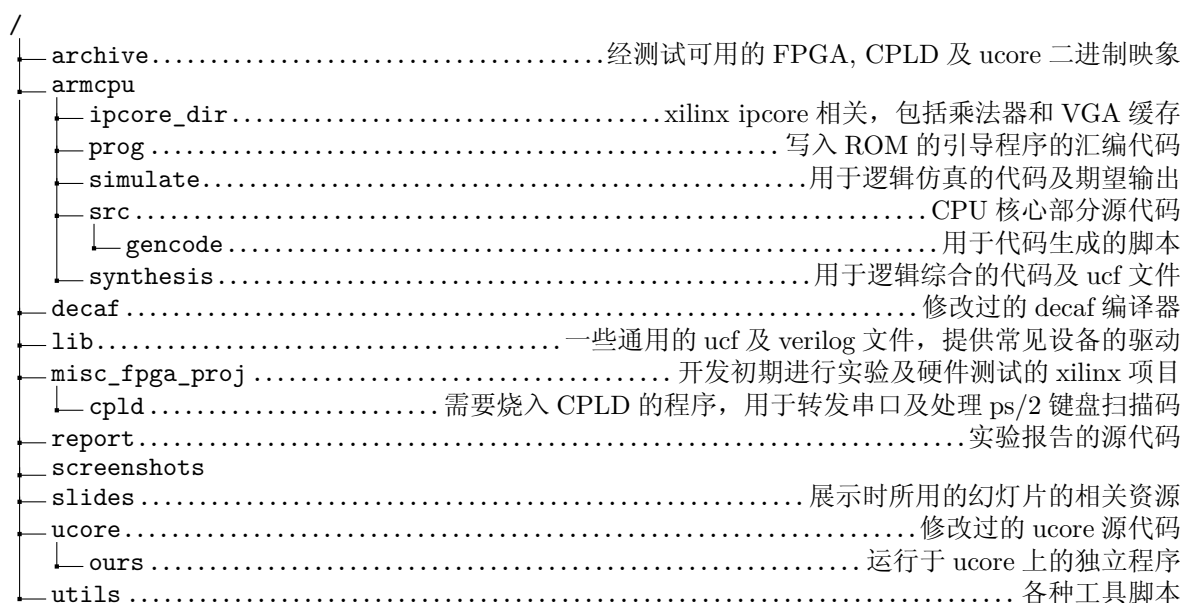 /
archive........................................经测试可用的 FPGA, CPLD 及 ucore 二进制映象
armcpu
ipcore_dir......................................xilinx ipcore 相关，包括乘法器和 VGA 缓存
prog........................................................写入 ROM 的引导程序的汇编代码
simulate.....................................................用于逻辑仿真的代码及期望输出
src....................................................................CPU 核心部分源代码
gencode.............................................................用于代码生成的脚本
synthesis....................................................用于逻辑综合的代码及 ucf 文件
decaf....................................................................修改过的 decaf 编译器
lib........................................一些通用的 ucf 及 verilog 文件，提供常见设备的驱动
misc_fpga_proj.....................................开发初期进行实验及硬件测试的 xilinx 项目
cpld...........................需要烧入 CPLD 的程序，用于转发串口及处理 ps/2 键盘扫描码
report.......................................................................实验报告的源代码
screenshots
slides..........................................................展示时所用的幻灯片的相关资源
ucore....................................................................修改过的 ucore 源代码
ours.............................................................运行于 ucore 上的独立程序
utils............................................................................各种工具脚本